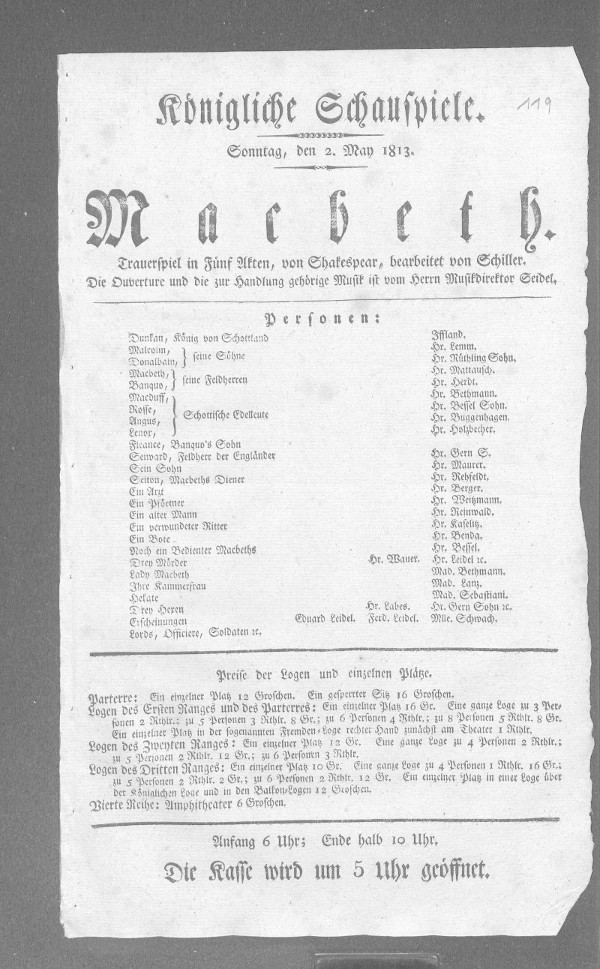 Königliche Schauspiele. 119
Sonntag, den 2. May 1813.
Macbeth.
Trauerspiel in Fünf Akten, von Shakespear, bearbeitet von Schiller.
Die Ouverture und die zur Handlung gehörige Musik ist vom Herrn Musikdirektor Seidel.
Personen:
Dunkan, König von Schottland Iffland.
Malcolm, Hr. Lemm.
Donalbain, } seine Söhne Hr. Rüthling Sohn.
Macbeth, Hr. Mattausch.
Banquo, } seine Feldherren Hr. Herdt.
Macduff, Hr. Bethmann.
Rosse, Hr. Bessel Sohn.
Angus, } Schottische Edelleute Hr. Buggenhagen.
Lenox, Hr. Holzbecher.
Fleance, Banquo's Sohn
Seiward, Feldherr der Engländer Hr. Gern S.
Sein Sohn Hr. Maurer.
Seiton, Macbeths Diener Hr. Rehfeldt.
Ein Arzt Hr. Berger.
Ein Pförtner Hr. Weitzmann.
Ein alter Mann Hr. Reinwald.
Ein verwundeter Ritter Hr. Kaselitz.
Ein Bote Hr. Benda.
Noch ein Bedienter Macbeths Hr. Bessel.
Drey Mörder Hr. Wauer. Hr. Leidel ꝛc.
Lady Macbeth Mad. Bethmann.
Ihre Kammerfrau Mad. Lanz.
Hekate Mad. Sebastiani.
Drey Hexen Hr. Labes. Hr. Gern Sohn ꝛc.
Erscheinungen Eduard Leidel. Ferd. Leidel. Mlle. Schwach.
Lords, Officiere, Soldaten ꝛc.
Preise der Logen und einzelnen Plätze.
Parterre: Ein einzelner Platz 12 Groschen. Ein gesperrter Sitz 16 Groschen.
Logen des Ersten Ranges und des Parterres: Ein einzelner Platz 16 Gr. Eine ganze Loge zu 3 Per-
sonen 2 Rthlr.; zu 5 Personen 3 Rthlr. 8 Gr.; zu 6 Personen 4 Rthlr.; zu 8 Personen 5 Rthlr. 8 Gr.
Ein einzelner Platz in der sogenannten Fremden-Loge rechter Hand zunächst am Theater 1 Rthlr.
Logen des Zweyten Ranges: Ein einzelner Platz 12 Gr. Eine ganze Loge zu 4 Personen 2 Rthlr.;
zu 5 Personen 2 Rthlr. 12 Gr.; zu 6 Personen 3 Rthlr.
Logen des Dritten Ranges: Ein einzelner Platz 10 Gr. Eine ganze Loge zu 4 Personen 1 Rthlr. 16 Gr.;
zu 5 Personen 2 Rthlr. 2 Gr.; zu 6 Personen 2 Rthlr. 12 Gr. Ein einzelner Platz in einer Loge über
der Königlichen Loge und in den Balkon-Logen 12 Groschen.
Vierte Reihe: Amphitheater 6 Groschen.
Anfang 6 Uhr; Ende halb 10 Uhr.
Die Kasse wird um 5 Uhr geöffnet.